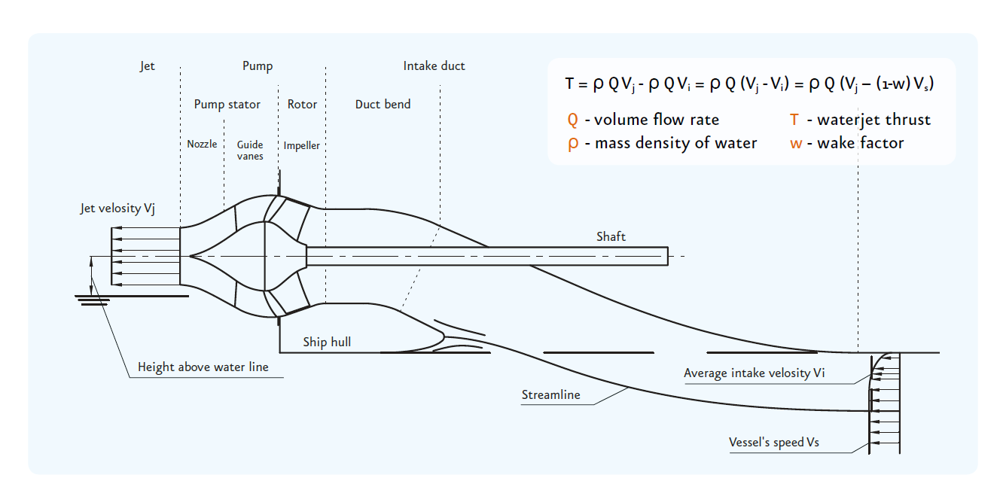 Jet
Pump
Intake duct
Pump stator
Rotor
Duct bend
Nozzle
Guide
vanes
Impeller
T = ρ Q Vj - ρ Q Vi = ρ Q (Vj - Vi) = ρ Q (Vj – (1-w) Vs)
Q - volume flow rate
T - waterjet thrust
ρ - mass density of water
w - wake factor
Jet velosity Vj
Shaft
Ship hull
Height above water line
Average intake velosity Vi
Streamline
Vessel's speed Vs